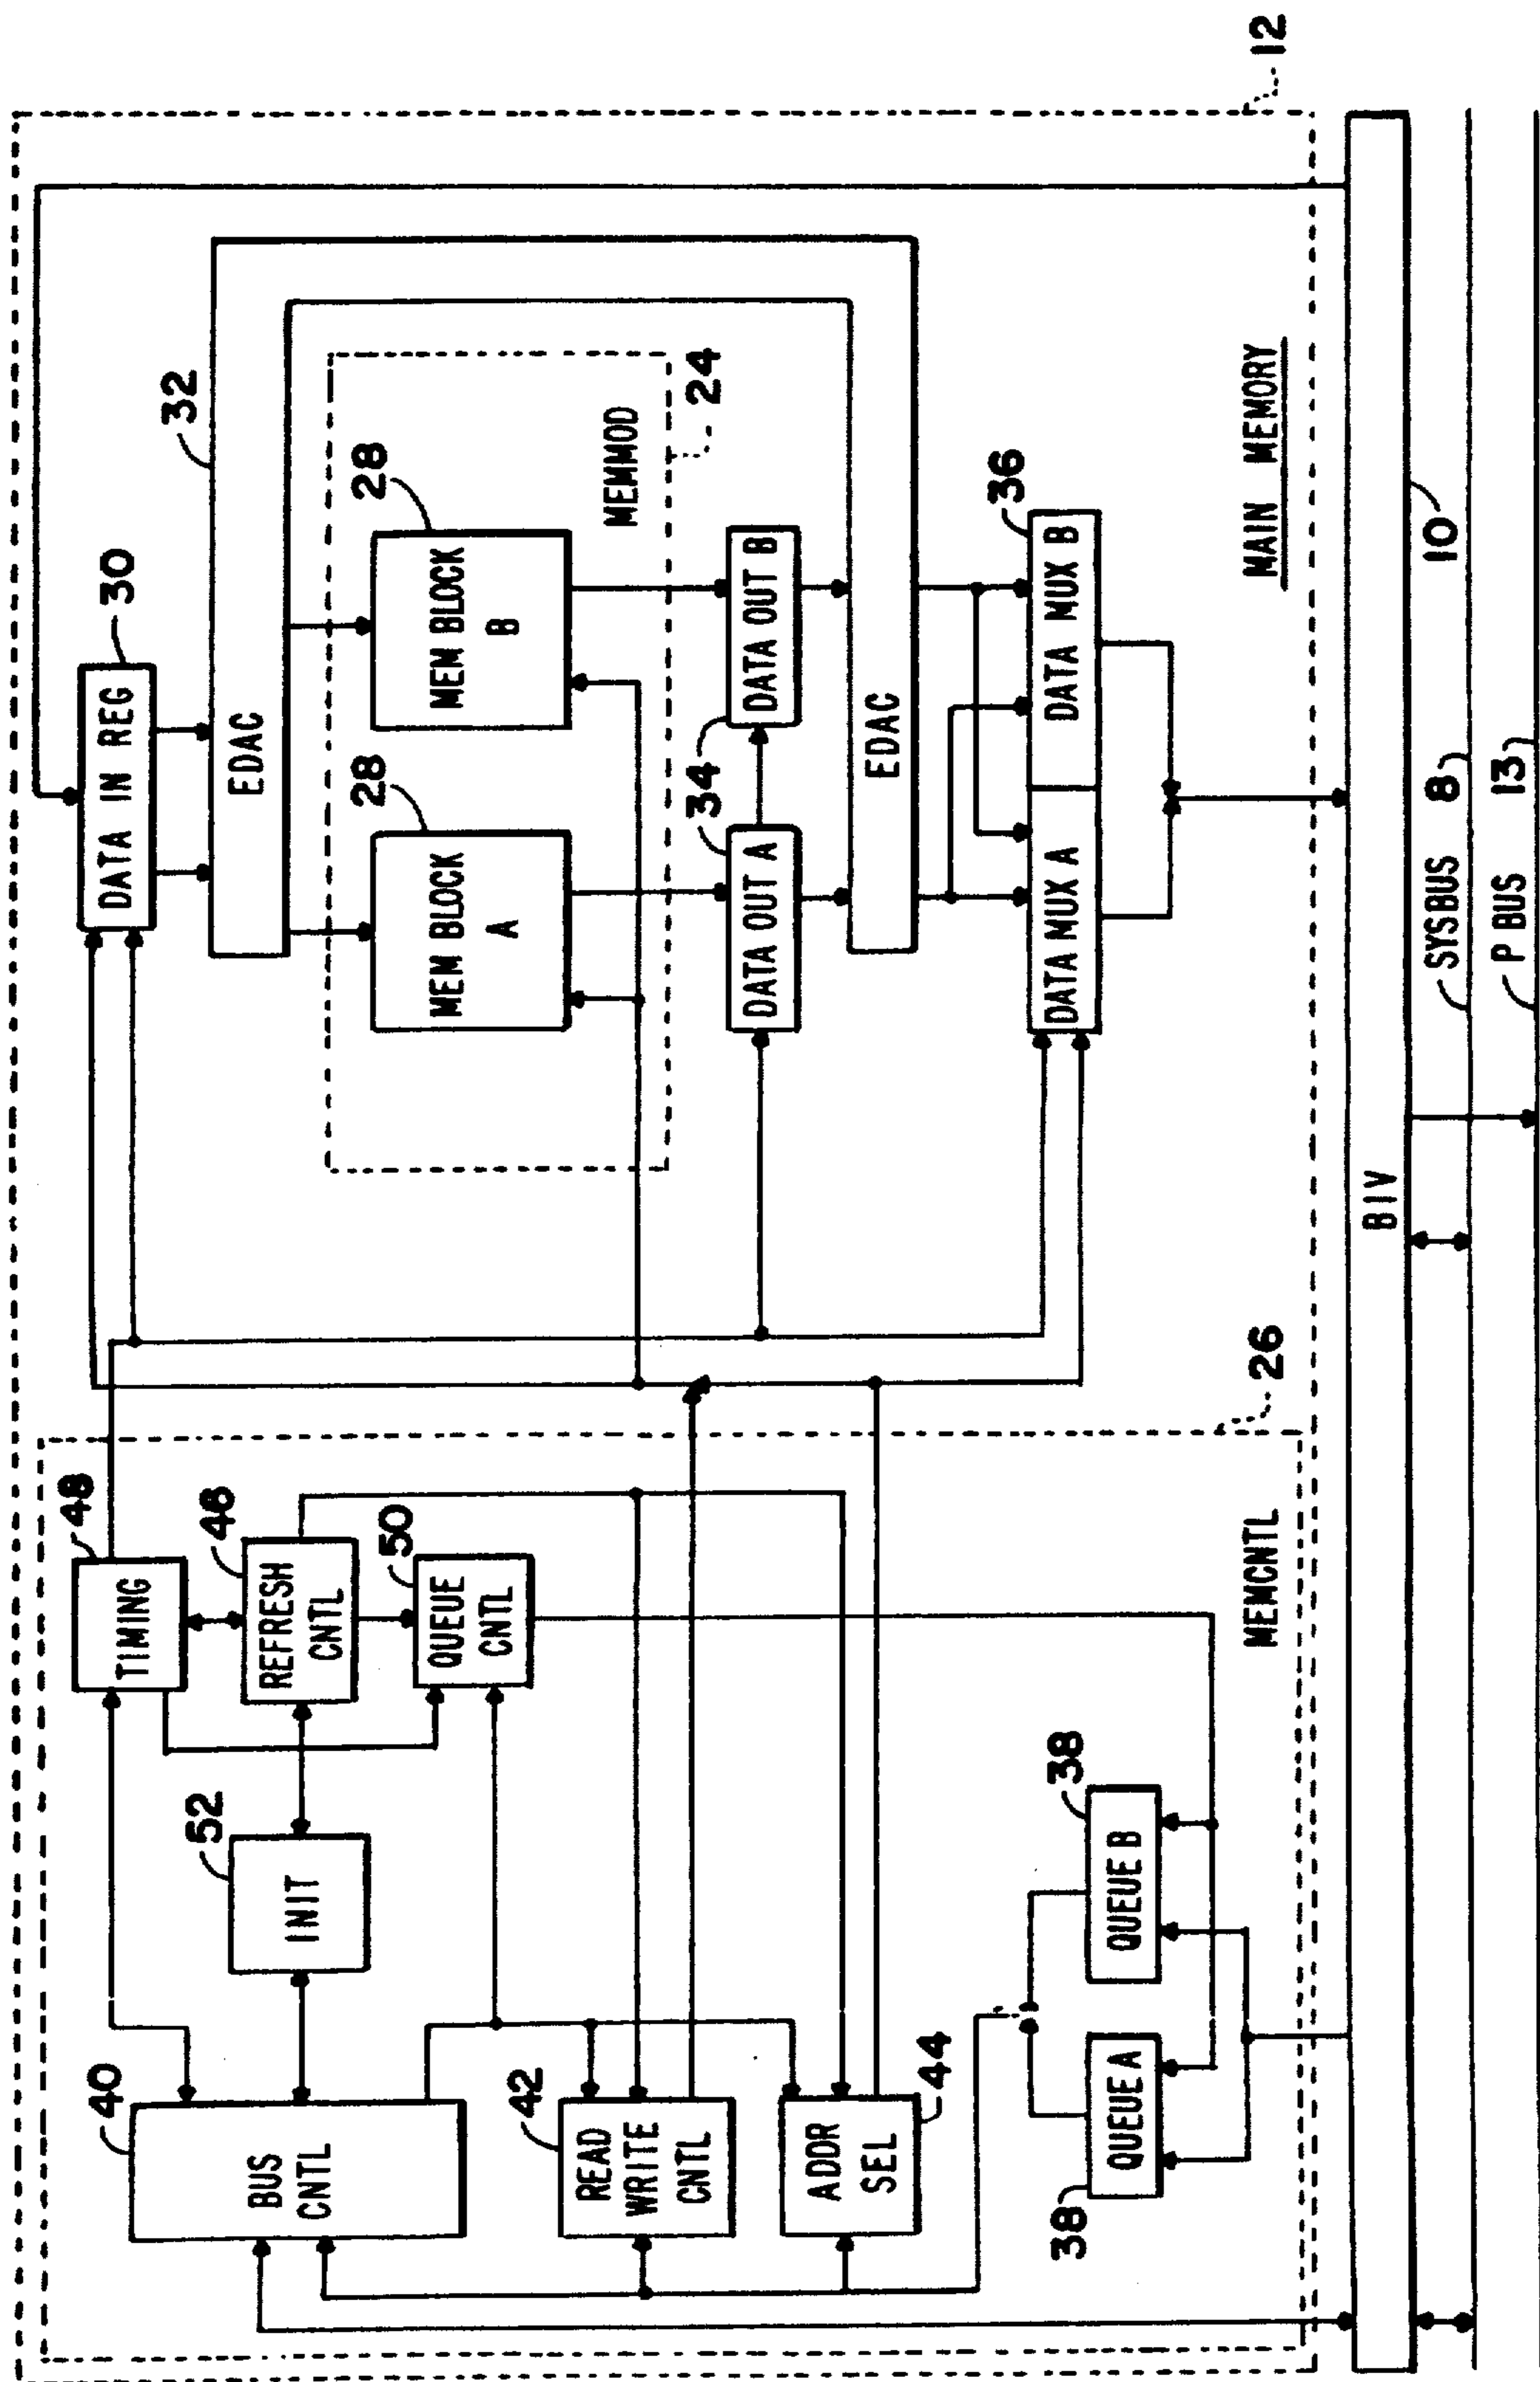 40
BUS
CNTL
52
INIT
48
TIMING
46
REFRESH
CNTL
50
QUEUE
CNTL
42
READ
WRITE
CNTL
44
ADDR
SEL
38
QUEUE A
38
QUEUE B
MEMCNTL
26
DATA IN REG
30
EDAC
32
28
MEM BLOCK
A
28
MEM BLOCK
B
MEMMOD
24
34
DATA OUT A
DATA OUT B
EDAC
36
DATA MUX A
DATA MUX B
MAIN MEMORY
12
BIV
10
SYSBUS
8
P BUS
13